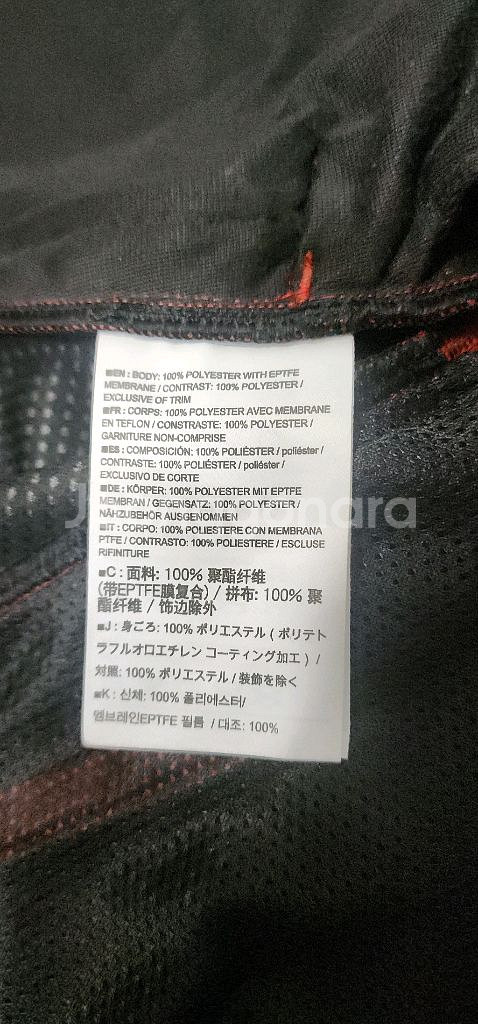 ■EN : BODY: 100% POLYESTER WITH EPTFE
MEMBRANE / CONTRAST: 100% POLYESTER /
EXCLUSIVE OF TRIM
■FR : CORPS: 100% POLYESTER AVEC MEMBRANE
EN TEFLON / CONSTRASTE: 100% POLYESTER /
GARNITURE NON-COMPRISE
■ES : COMPOSICIÓN: 100% POLIÉSTER / poliéster /
CONTRASTE: 100% POLIÉSTER / poliéster /
EXCLUSIVO DE CORTE
■DE : KÖRPER: 100% POLYESTER MIT EPTFE
MEMBRAN / GEGENSATZ: 100% POLYESTER /
NÄHZUBEHÖR AUSGENOMMEN
■IT : CORPO: 100% POLIESTERE CON MEMBRANA
PTFE / CONTRASTO: 100% POLIESTERE / ESCLUSE
RIFINITURE
■C : 面料: 100% 聚酯纤维
(带EPTFE膜复合) / 拼布: 100% 聚
酯纤维 / 饰边除外
■J : 身ごろ: 100% ポリエステル ( ポリテト
ラフルオロエチレン コーティング加工 ) /
対照: 100% ポリエステル / 装飾を除く
■K : 신체: 100% 폴리에스터/
멤브레인EPTFE 필름 / 대조: 100%